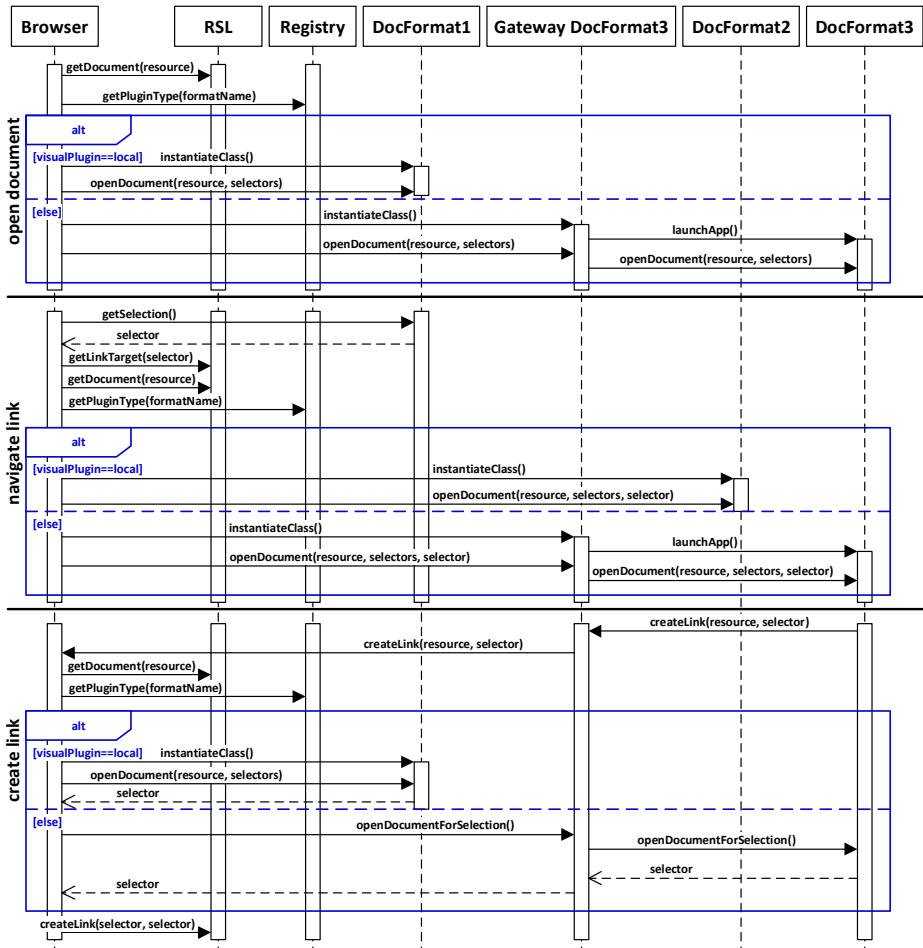 Browser RSL Registry DocFormat1 Gateway DocFormat3 DocFormat2 DocFormat3
open document
getDocument(resource)
getPluginType(formatName)
alt
[visualPlugin==local] instantiateClass()
openDocument(resource, selectors)
[else] instantiateClass()
launchApp()
openDocument(resource, selectors)
openDocument(resource, selectors)
navigate link
getSelection()
selector
getLinkTarget(selector)
getDocument(resource)
getPluginType(formatName)
alt
[visualPlugin==local] instantiateClass()
openDocument(resource, selectors, selector)
[else] instantiateClass()
launchApp()
openDocument(resource, selectors, selector)
openDocument(resource, selectors, selector)
create link
createLink(resource, selector)
createLink(resource, selector)
getDocument(resource)
getPluginType(formatName)
alt
[visualPlugin==local] instantiateClass()
openDocument(resource, selectors)
selector
[else] openDocumentForSelection()
openDocumentForSelection()
selector
selector
createLink(selector, selector)